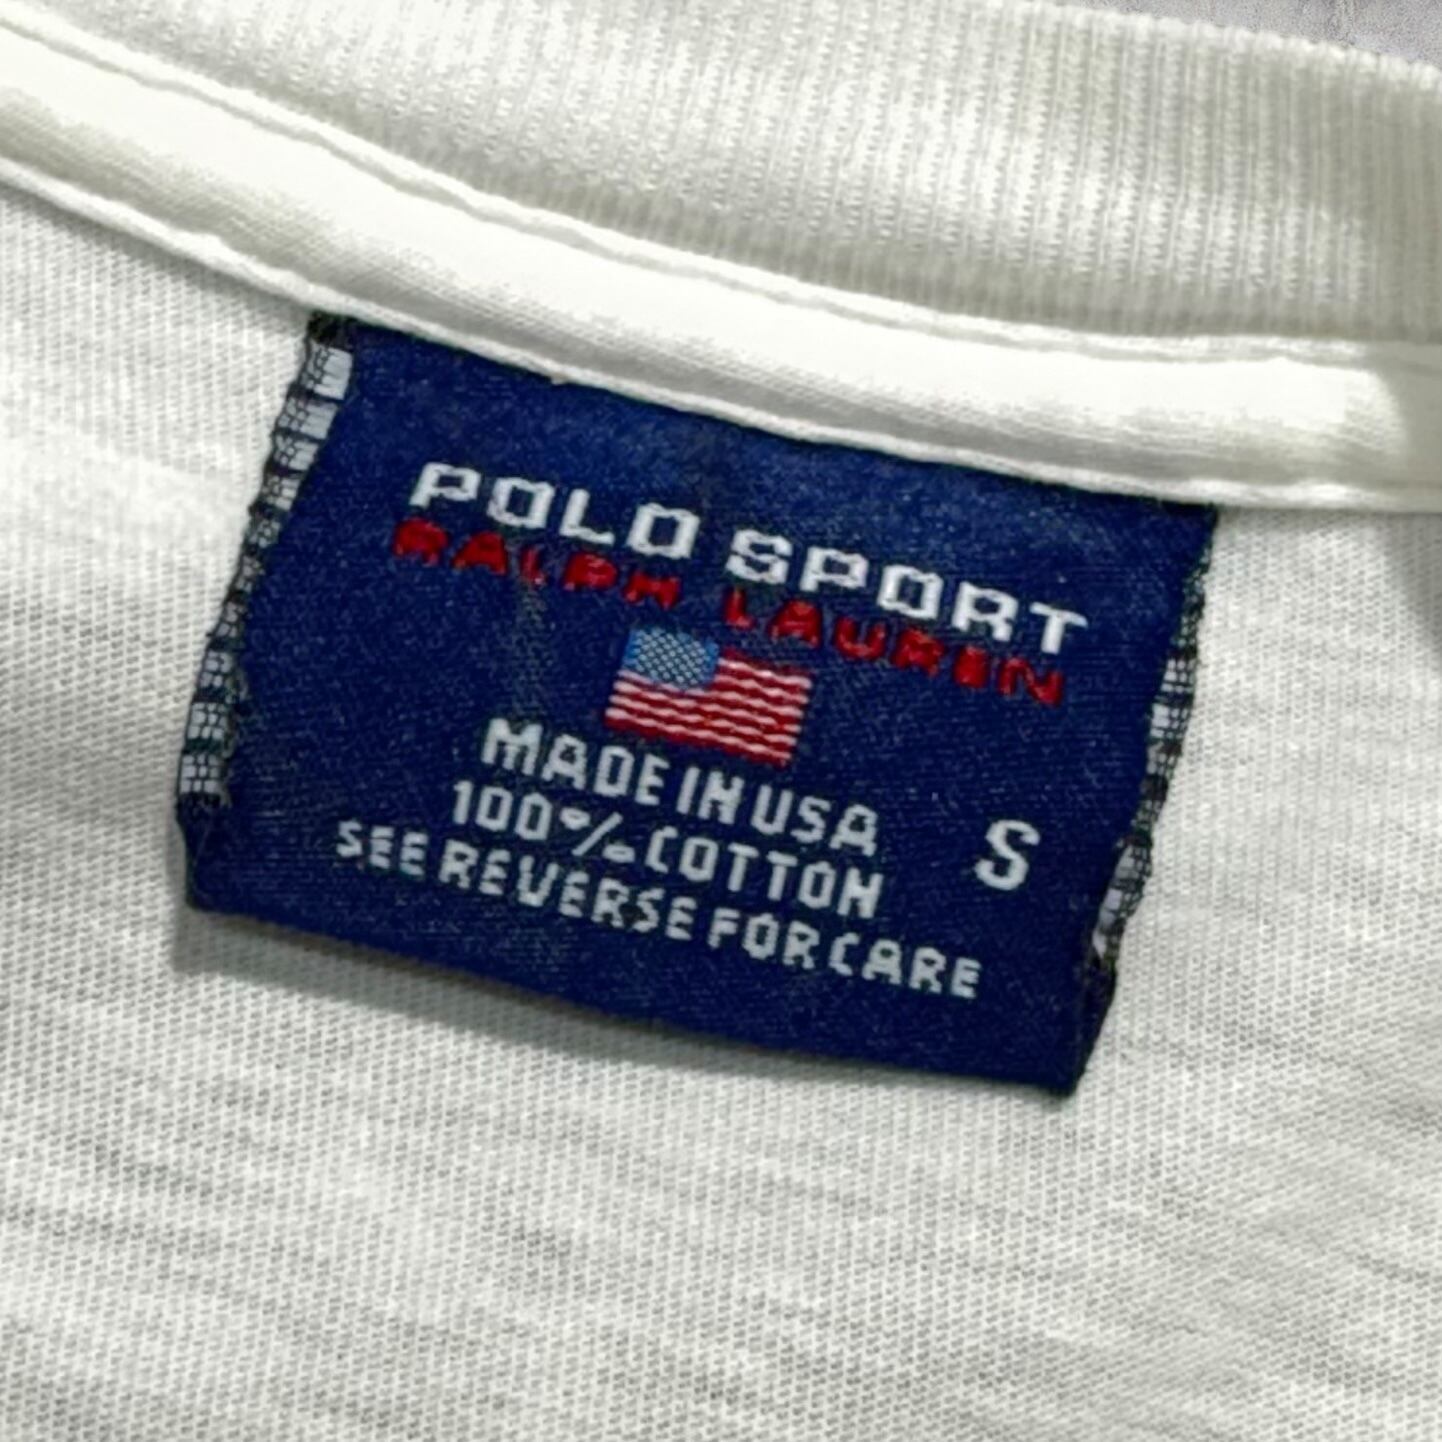 POLO SPORT
RALPH LAUREN
MADE IN USA
100% COTTON
S
SEE REVERSE FOR CARE